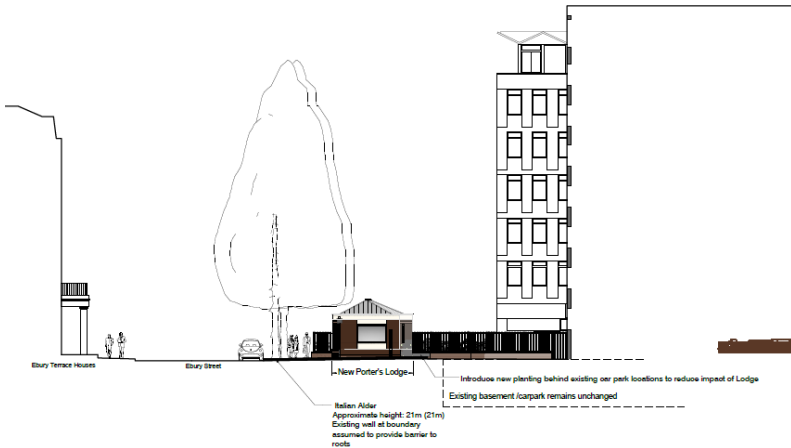 Ebury Terrace Houses
Ebury Street
New Porter's Lodge
Introduce new planting behind existing car park locations to reduce impact of Lodge
Existing basement /carpark remains unchanged
Italian Alder
Approximate height: 21m (21m)
Existing wall at boundary
assumed to provide barrier to
roots